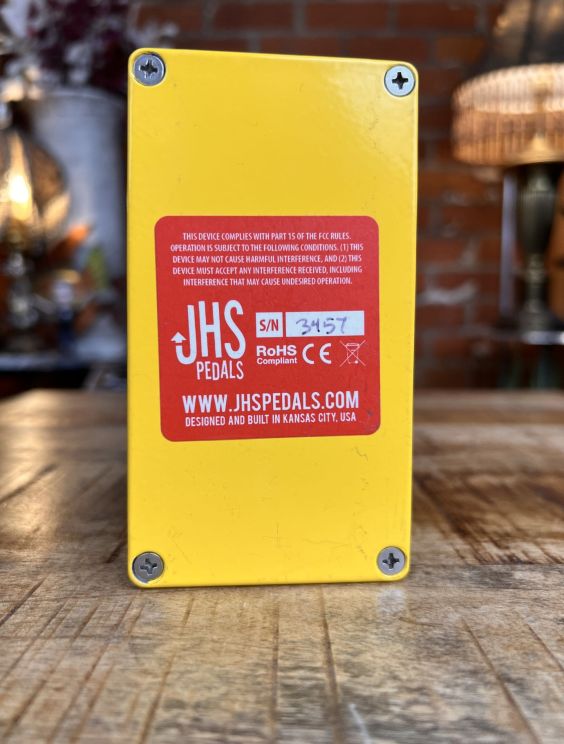 THIS DEVICE COMPLIES WITH PART 15 OF THE FCC RULES.
OPERATION IS SUBJECT TO THE FOLLOWING CONDITIONS. (1) THIS
DEVICE MAY NOT CAUSE HARMFUL INTERFERENCE, AND (2) THIS
DEVICE MUST ACCEPT ANY INTERFERENCE RECEIVED, INCLUDING
INTERFERENCE THAT MAY CAUSE UNDESIRED OPERATION.
JHS
PEDALS
S/N 3457
RoHS
Compliant
CE
WWW.JHSPEDALS.COM
DESIGNED AND BUILT IN KANSAS CITY, USA